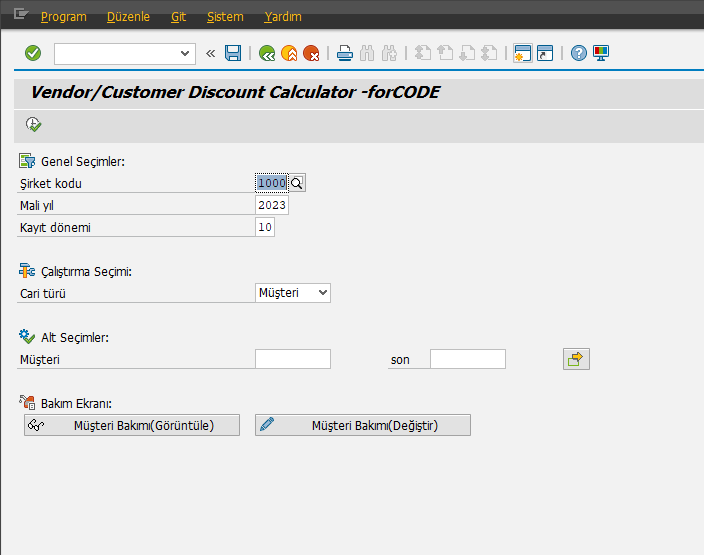 Program Düzenle Git Sistem Yardım
Vendor/Customer Discount Calculator -forCODE
Genel Seçimler:
Şirket kodu 1000
Mali yıl 2023
Kayıt dönemi 10
Çalıştırma Seçimi:
Cari türü Müşteri
Alt Seçimler:
Müşteri son
Bakım Ekranı:
Müşteri Bakımı(Görüntüle) Müşteri Bakımı(Değiştir)